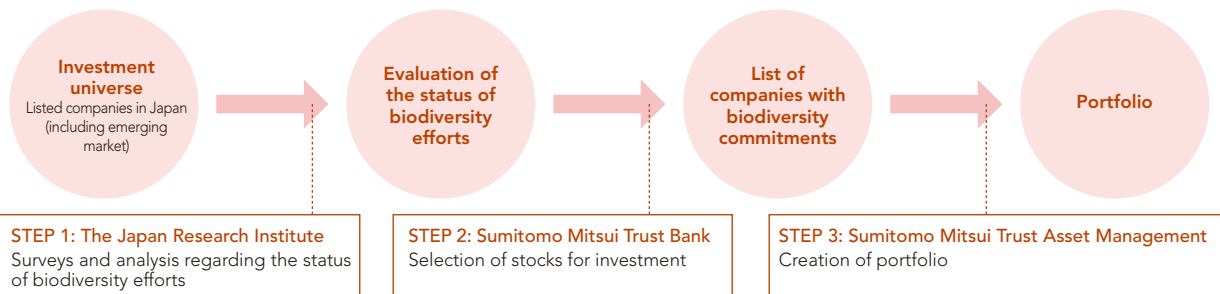 Investment
universe
Listed companies in Japan
(including emerging
market)
Evaluation of
the status of
biodiversity
efforts
List of
companies with
biodiversity
commitments
Portfolio
STEP 1: The Japan Research Institute
Surveys and analysis regarding the status
of biodiversity efforts
STEP 2: Sumitomo Mitsui Trust Bank
Selection of stocks for investment
STEP 3: Sumitomo Mitsui Trust Asset Management
Creation of portfolio